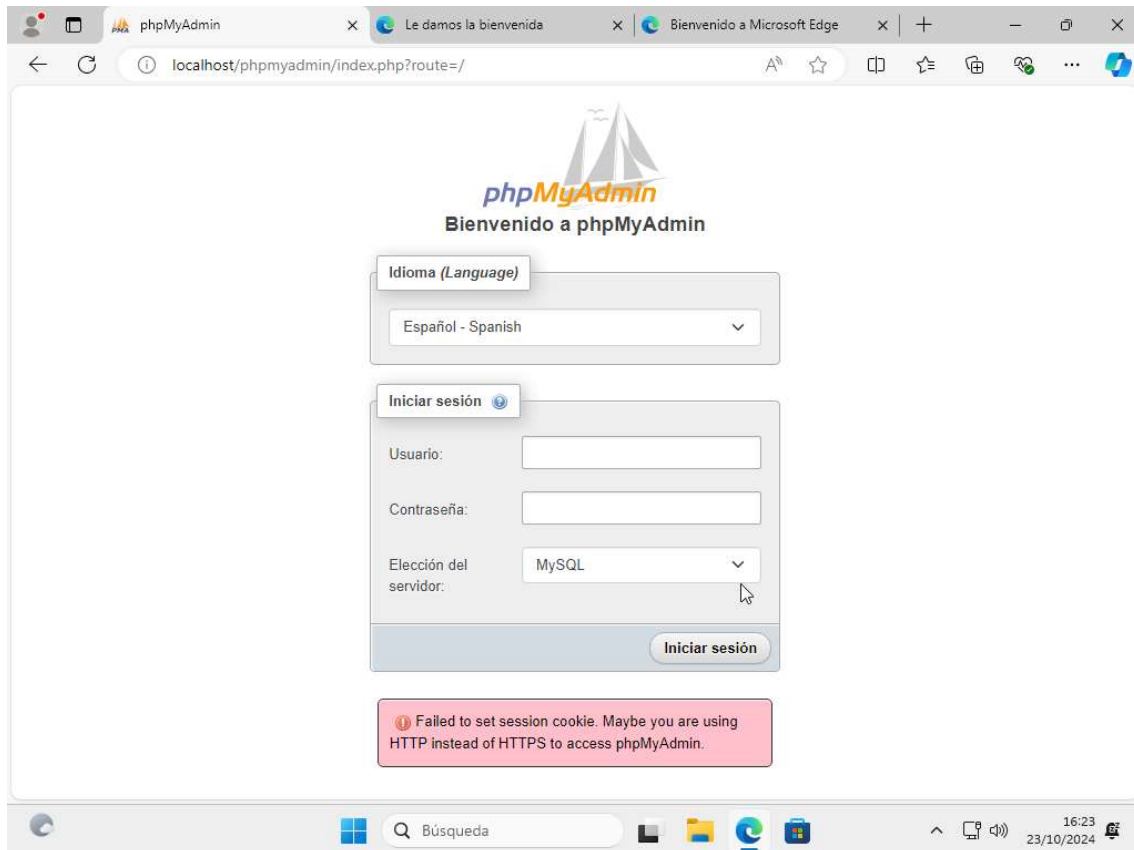 phpMyAdmin
Le damos la bienvenida
Bienvenido a Microsoft Edge
localhost/phpmyadmin/index.php?route=/
phpMyAdmin
Bienvenido a phpMyAdmin
Idioma (Language)
Español - Spanish
Iniciar sesión
Usuario:
Contraseña:
Elección del
servidor:
MySQL
Iniciar sesión
Failed to set session cookie. Maybe you are using
HTTP instead of HTTPS to access phpMyAdmin.
Búsqueda
16:23
23/10/2024